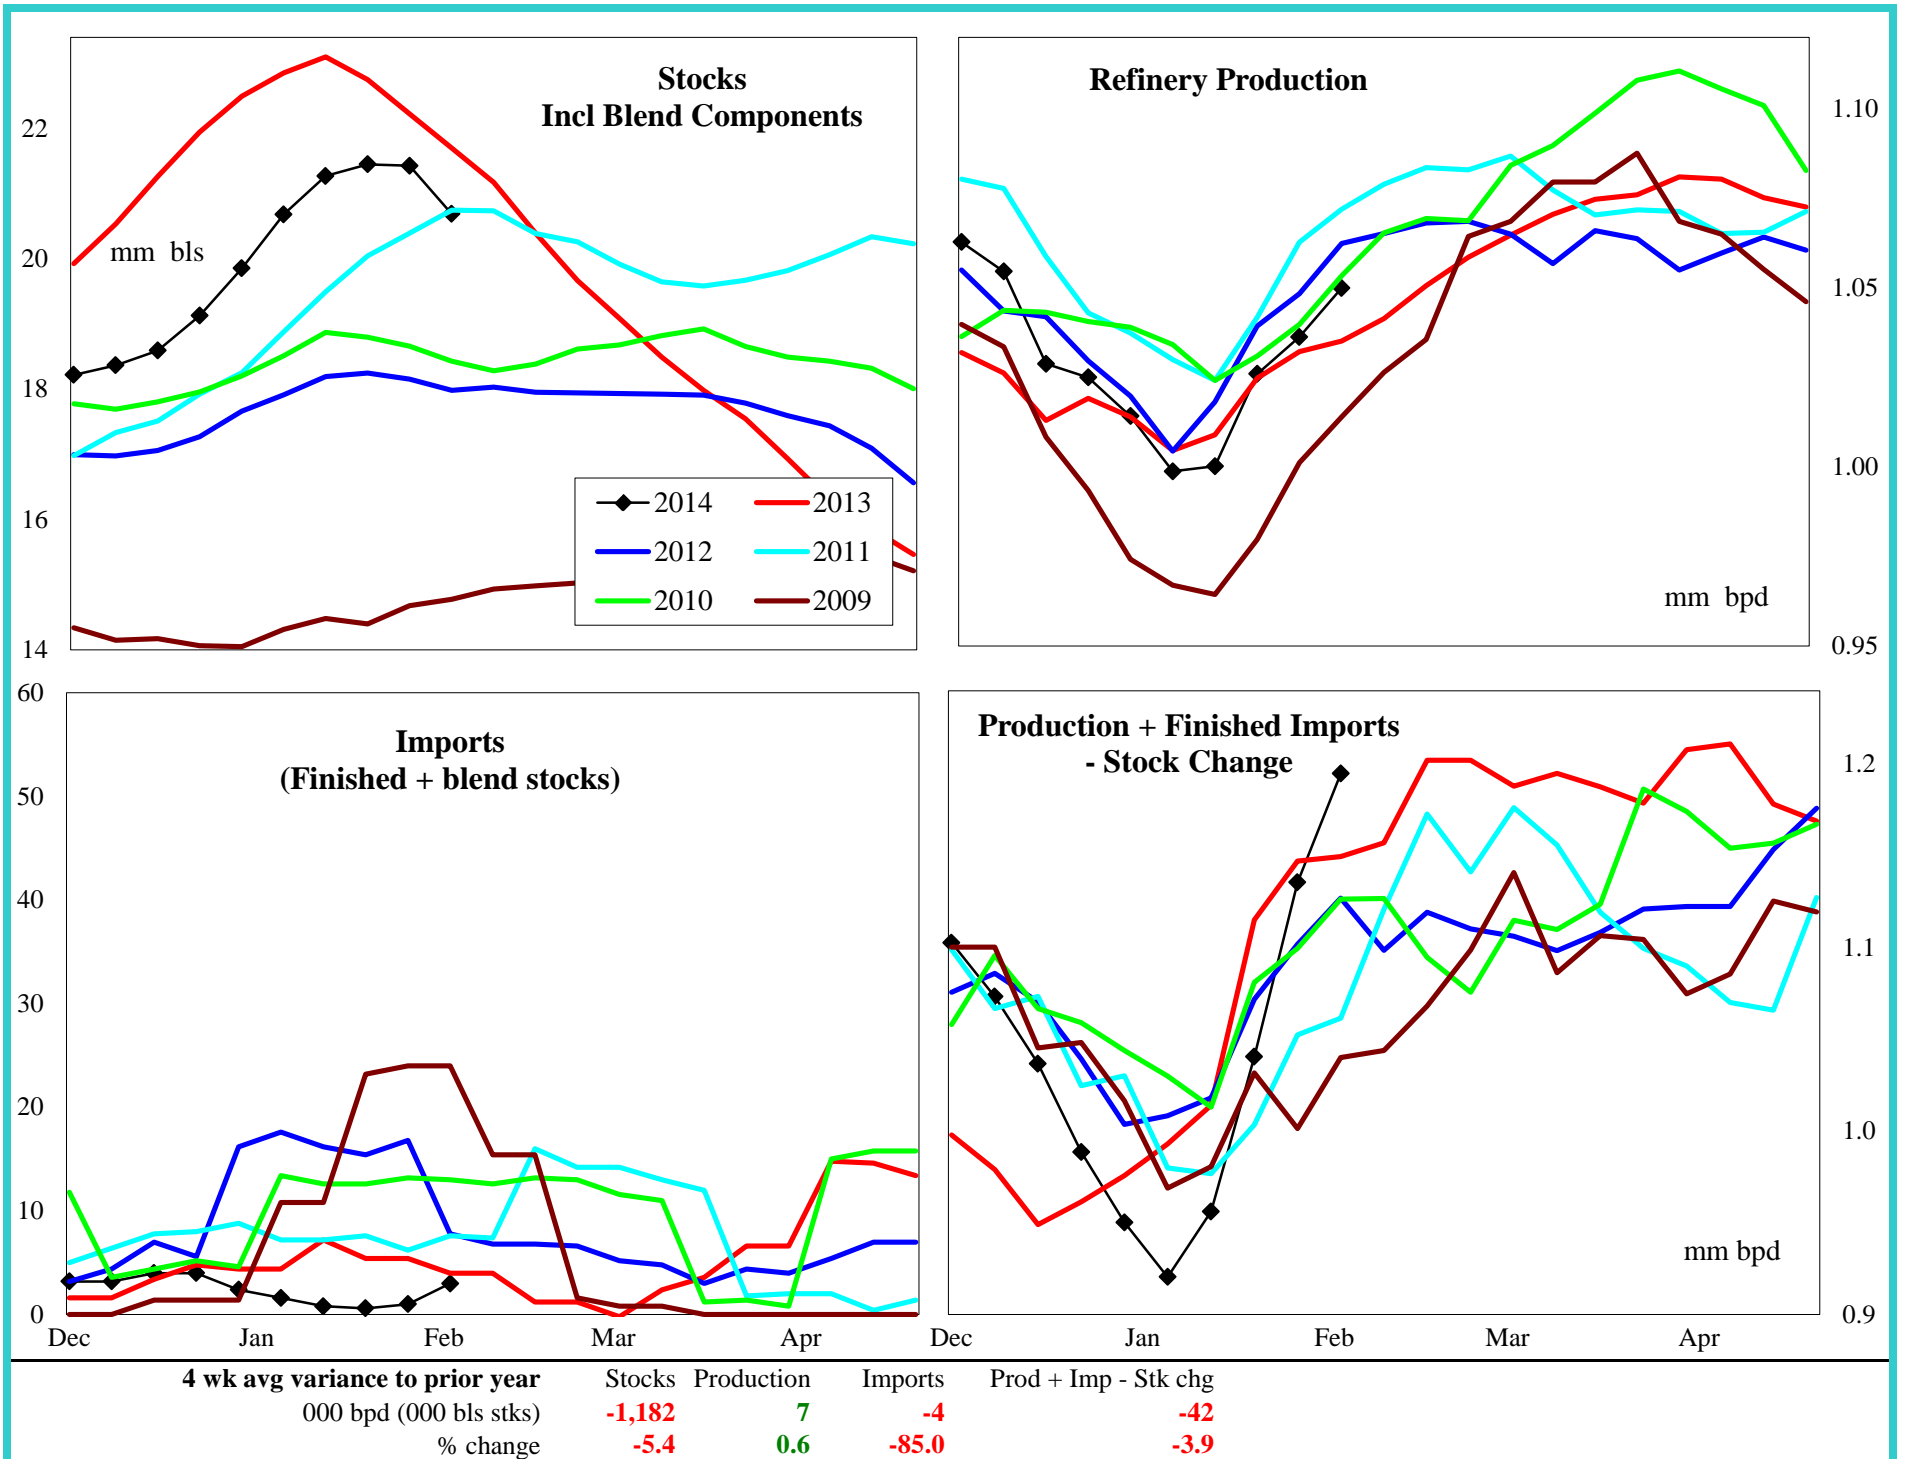 Stocks
Incl Blend Components
mm bls
22
20
18
16
14
2014
2013
2012
2011
2010
2009
Refinery Production
mm bpd
1.10
1.05
1.00
0.95
Imports
(Finished + blend stocks)
60
50
40
30
20
10
0
Dec Jan Feb Mar Apr
Production + Finished Imports
- Stock Change
mm bpd
1.2
1.1
1.0
0.9
Dec Jan Feb Mar Apr
4 wk avg variance to prior year Stocks Production Imports Prod + Imp - Stk chg
000 bpd (000 bls stks) -1,182 7 -4 -42
% change -5.4 0.6 -85.0 -3.9